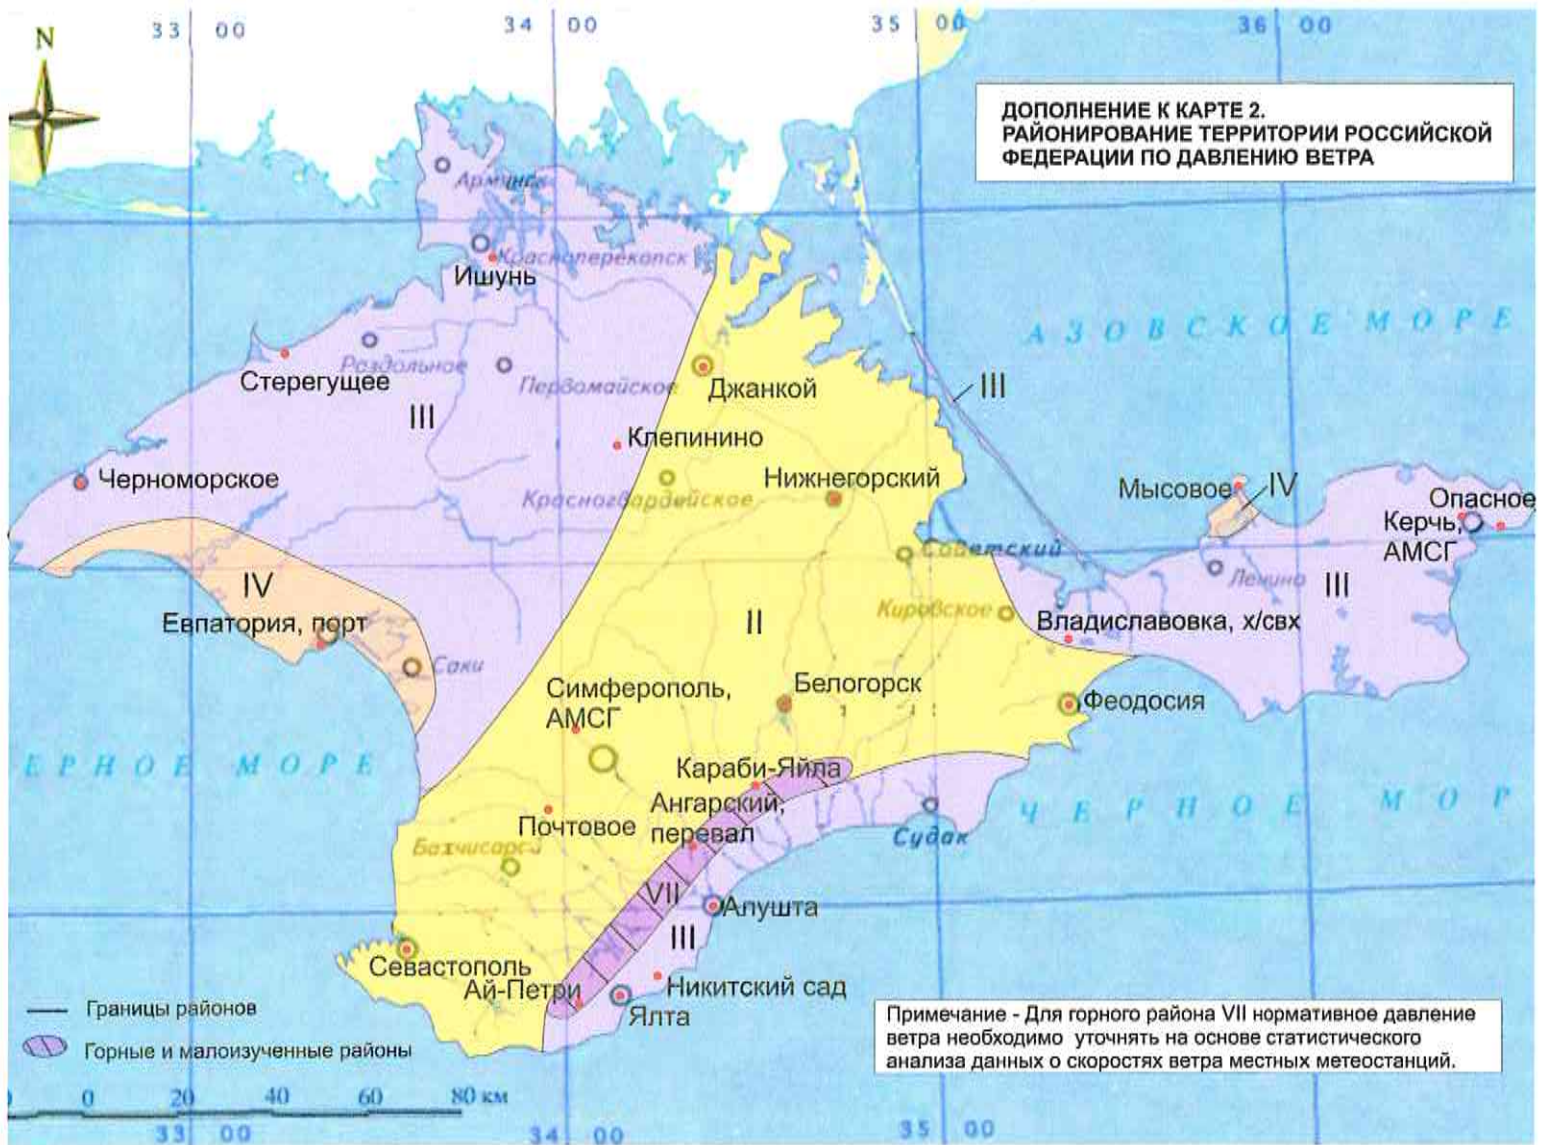 33 00 34 00 35 00 36 00
N
ДОПОЛНЕНИЕ К КАРТЕ 2.
РАЙОНИРОВАНИЕ ТЕРРИТОРИИ РОССИЙСКОЙ
ФЕДЕРАЦИИ ПО ДАВЛЕНИЮ ВЕТРА
Армянск
Красноперекопск
Ишунь
АЗОВСКОЕ МОРЕ
Стерегущее
Раздольное
Первомайское
Джанкой
III
III
Клепинино
Черноморское
Красногвардейское
Нижнегорский
Мысовое
IV
Опасное
Керчь,
АМСГ
Советский
Ленино
III
IV
Кировское
Евпатория, порт
II
Владиславовка, х/свх
Саки
Симферополь,
АМСГ
Белогорск
Феодосия
ЕРНОЕ МОРЕ
Караби-Яйла
Ангарский,
перевал
ЧЕРНОЕ МОР
Почтовое
Судак
VII
Алушта
III
Севастополь
Ай-Петри
Никитский сад
Ялта
Границы районов
Горные и малоизученные районы
Примечание - Для горного района VII нормативное давление
ветра необходимо уточнять на основе статистического
анализа данных о скоростях ветра местных метеостанций.
0 20 40 60 80 км
33 00 34 00 35 00